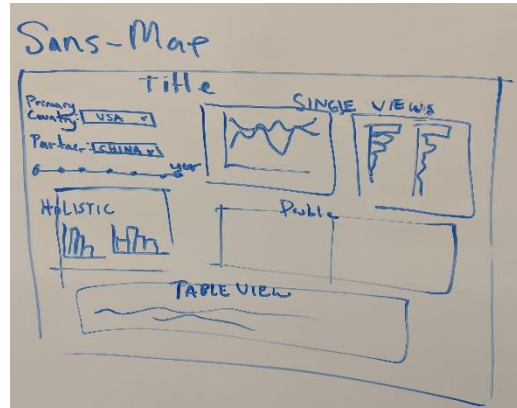 Sans-Map
Title
SINGLE VIEWS
Primary
Country: USA
Partner: CHINA
year
HOLISTIC
TABLE VIEW